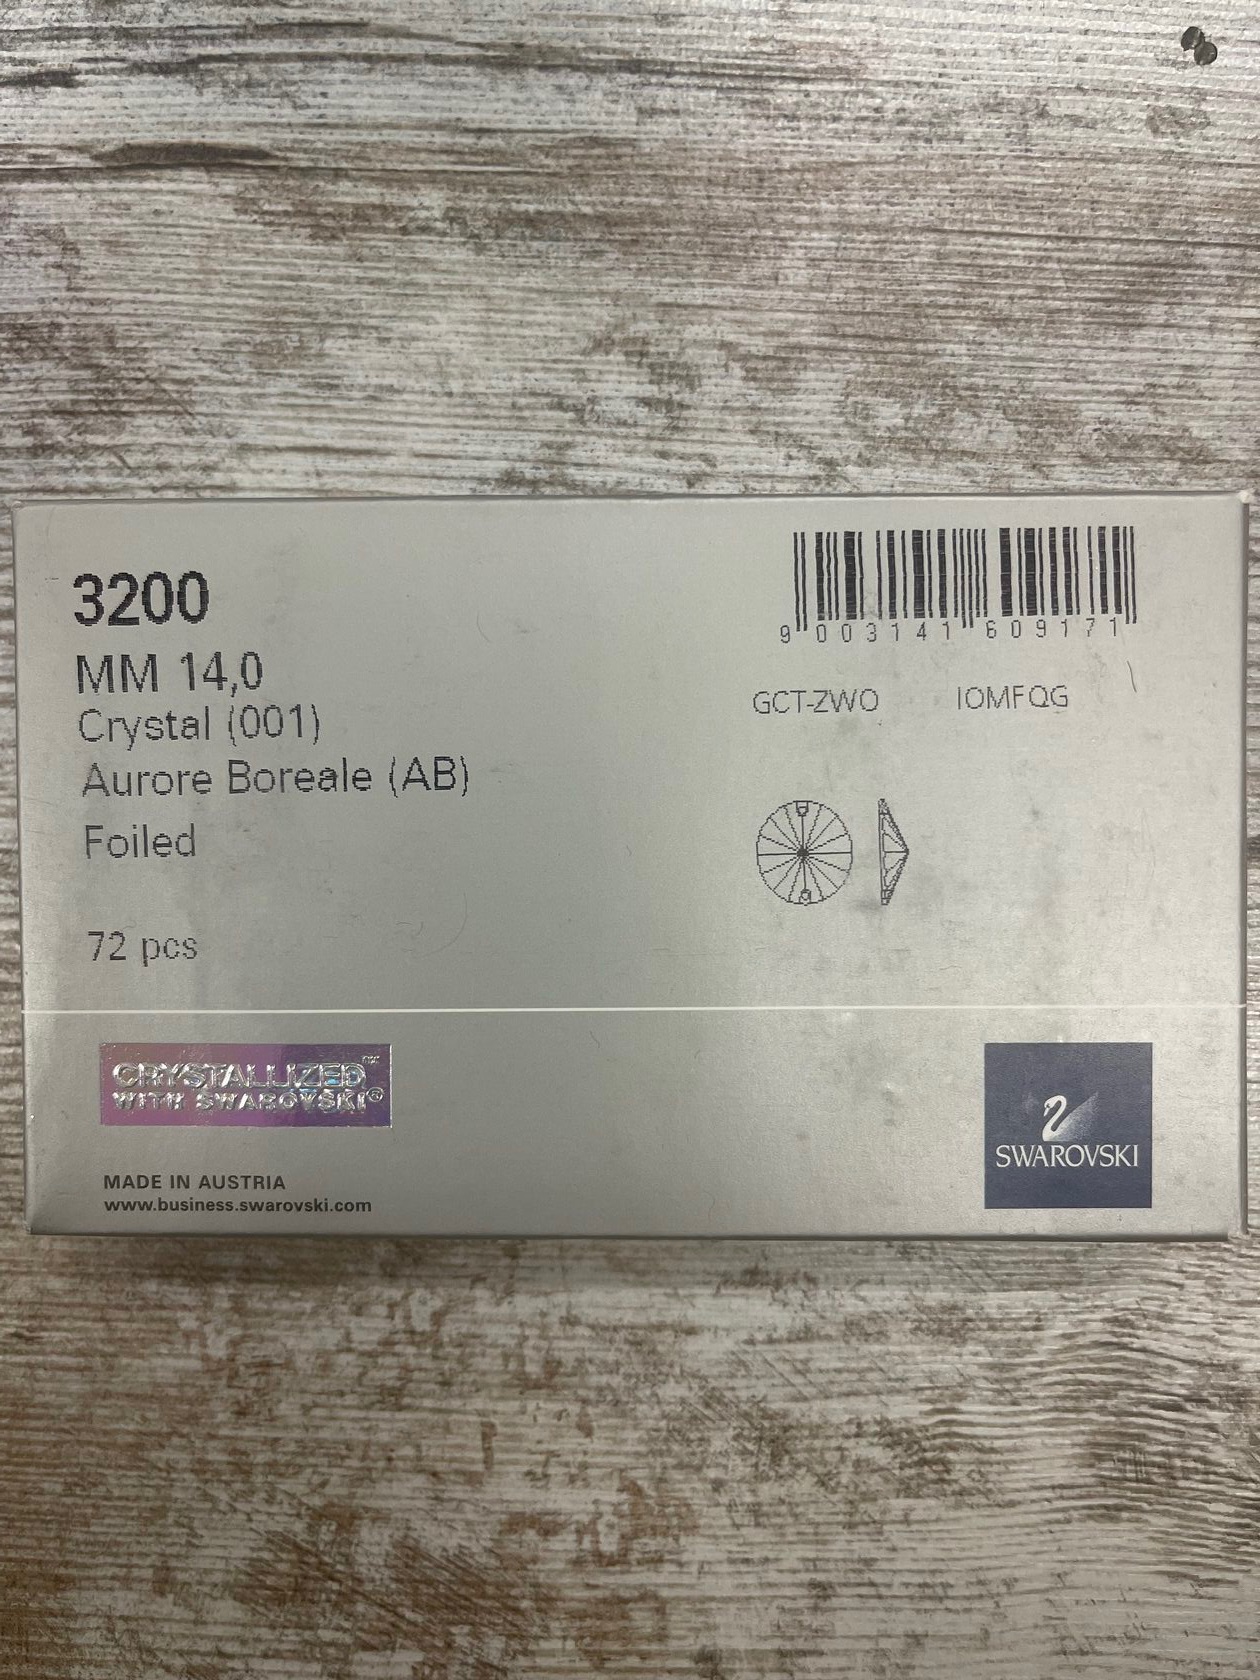 3200
MM 14,0
Crystal (001)
Aurore Boreale (AB)
Foiled
72 pcs
9 003141 609171
GCT-ZWO IOMFQG
CRYSTALLIZED™
WITH SWAROVSKI®
MADE IN AUSTRIA
www.business.swarovski.com
SWAROVSKI